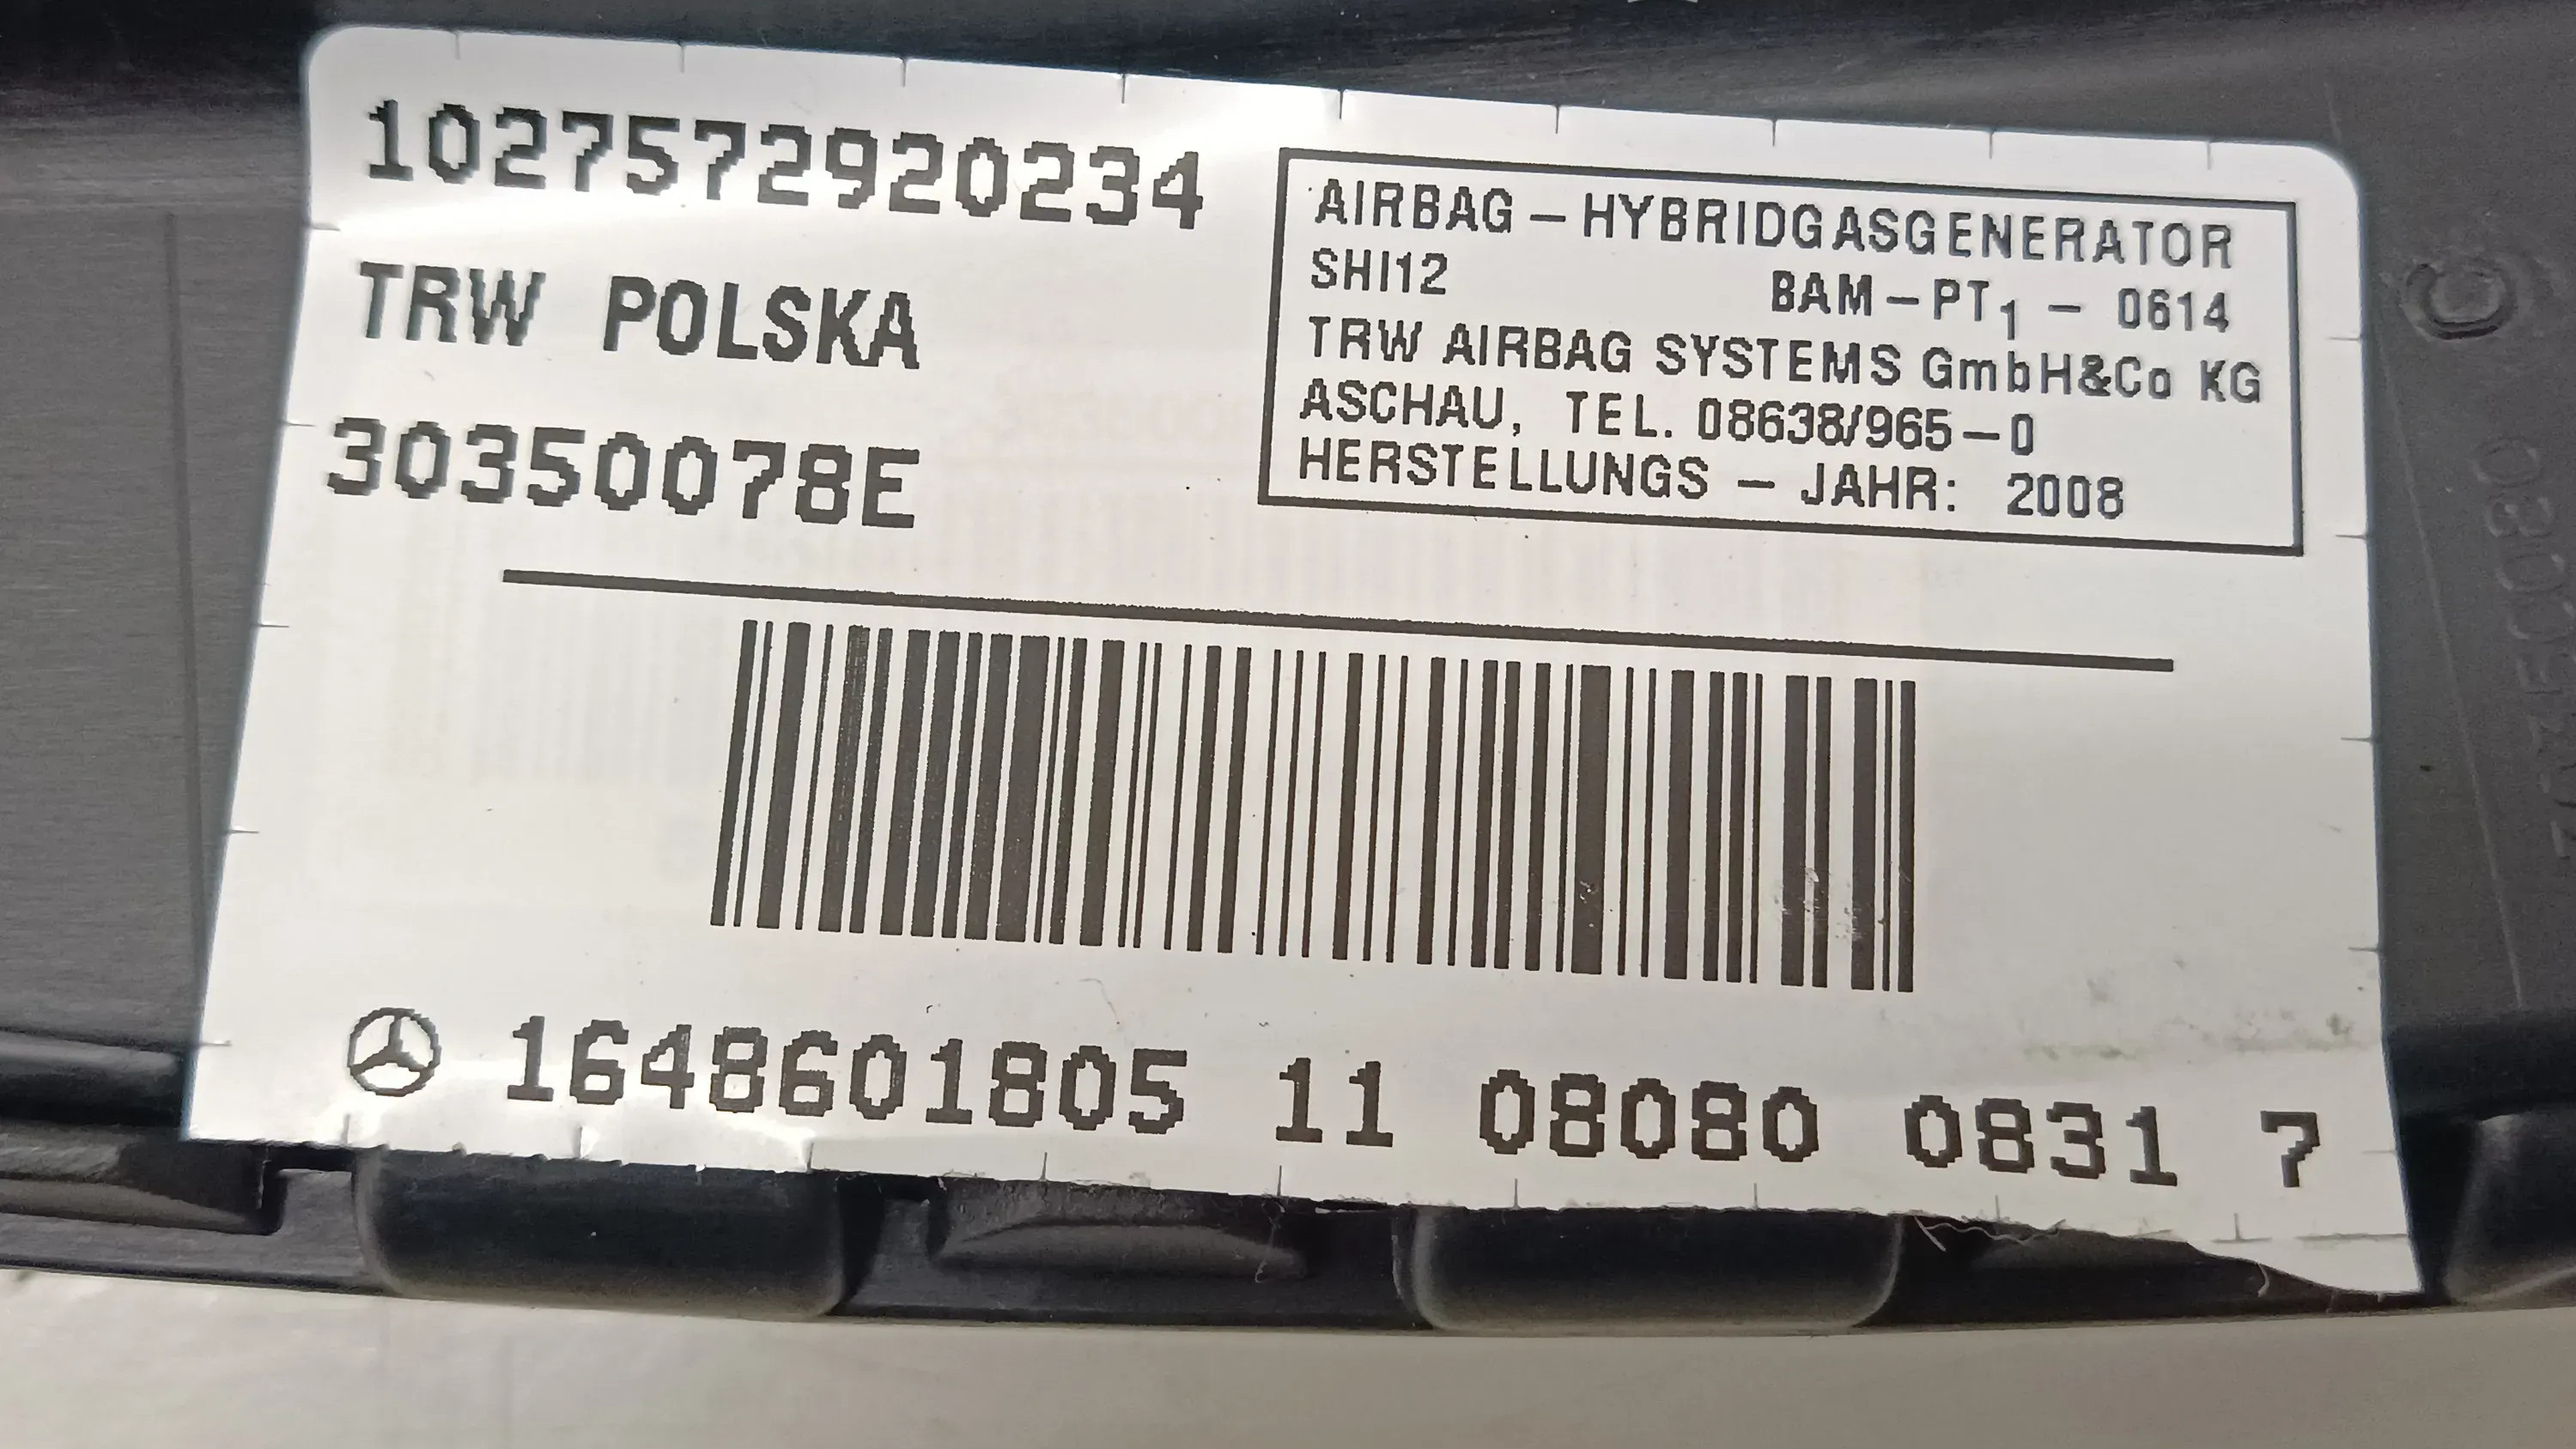 1027572920234
TRW POLSKA
30350078E
AIRBAG – HYBRIDGASGENERATOR
SHI12 BAM – PT1 – 0614
TRW AIRBAG SYSTEMS GmbH&Co KG
ASCHAU, TEL. 08638/965–0
HERSTELLUNGS – JAHR: 2008
1648601805 11 08080 0831 7